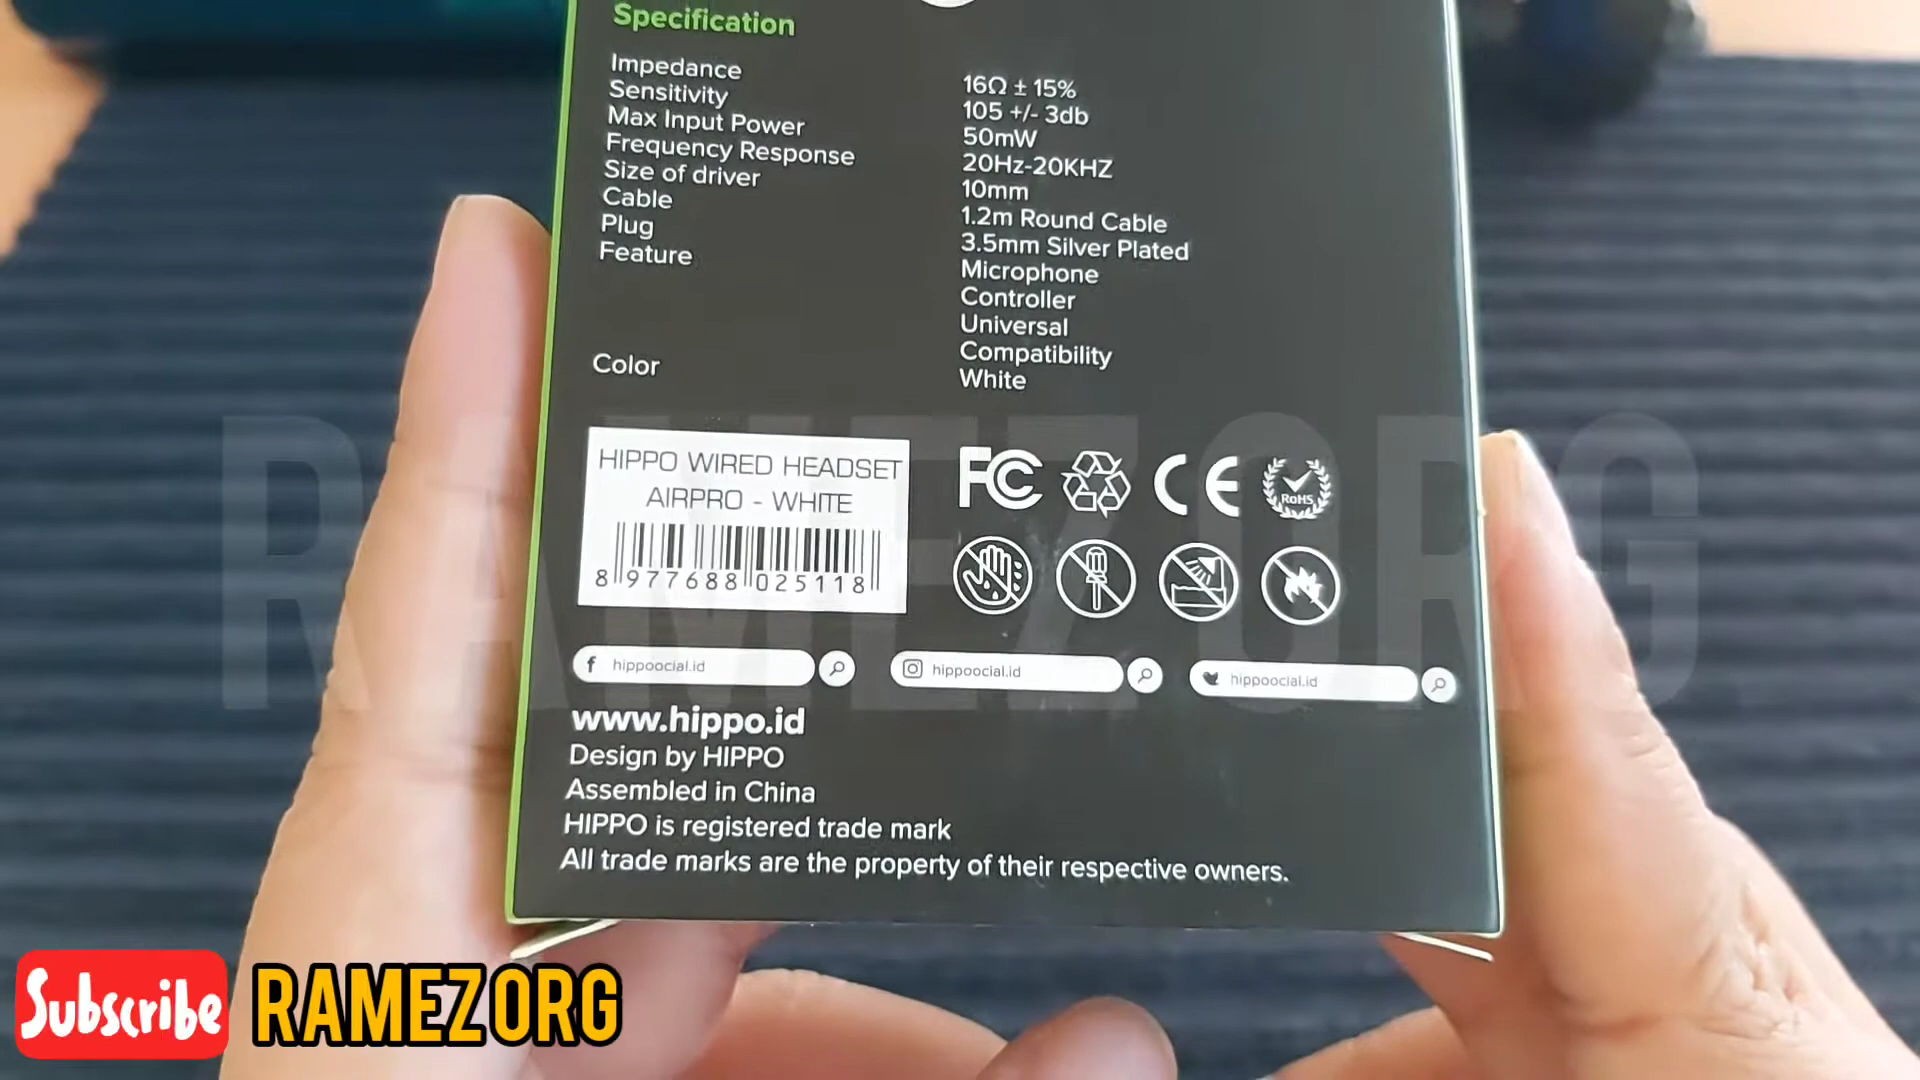 Specification
Impedance
Sensitivity
Max Input Power
Frequency Response
Size of driver
Cable
Plug
Feature
Color
16Ω ± 15%
105 +/- 3db
50mW
20Hz-20KHZ
10mm
1.2m Round Cable
3.5mm Silver Plated
Microphone
Controller
Universal
Compatibility
White
HIPPO WIRED HEADSET
AIRPRO - WHITE
8 977688 025118
FC CE RoHS
hippoocial.id hippoocial.id hippoocial.id
www.hippo.id
Design by HIPPO
Assembled in China
HIPPO is registered trade mark
All trade marks are the property of their respective owners.
RAMEZORG
Subscribe RAMEZORG